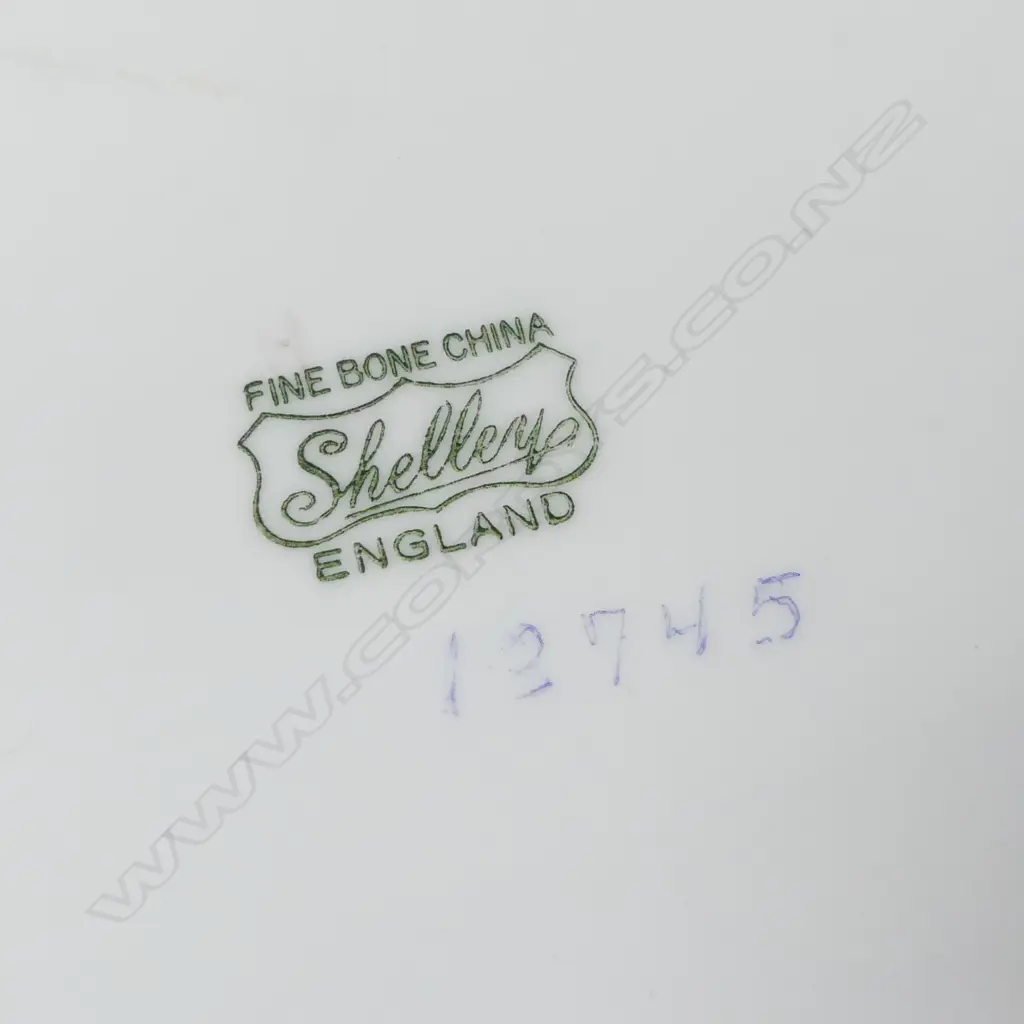 FINE BONE CHINA
Shelley
ENGLAND
12745